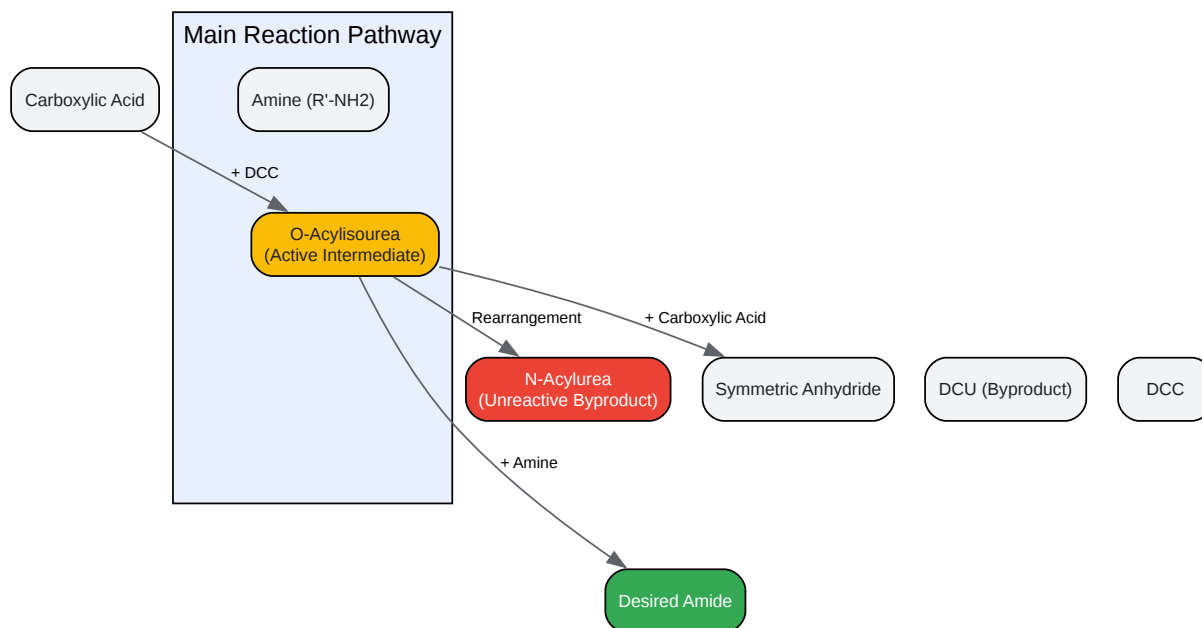 Main Reaction Pathway
Carboxylic Acid
Amine (R'-NH2)
+ DCC
O-Acylisourea
(Active Intermediate)
Rearrangement
+ Carboxylic Acid
N-Acylurea
(Unreactive Byproduct)
Symmetric Anhydride
DCU (Byproduct)
DCC
+ Amine
Desired Amide